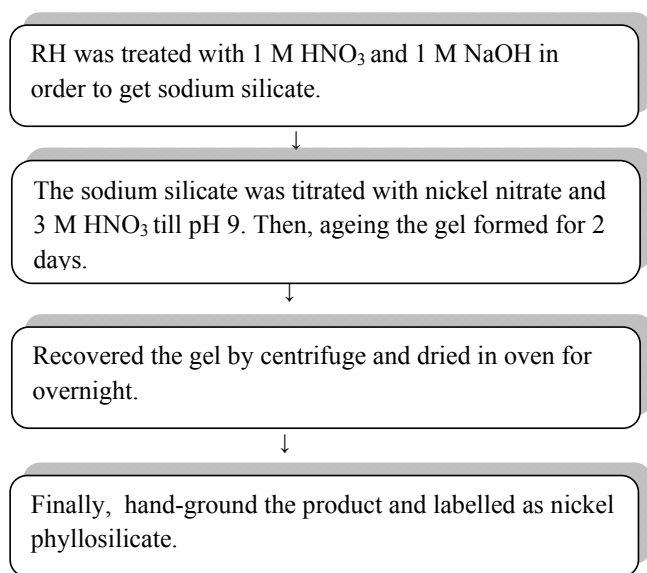 RH was treated with 1 M HNO₃ and 1 M NaOH in
order to get sodium silicate.
↓
The sodium silicate was titrated with nickel nitrate and
3 M HNO₃ till pH 9. Then, ageing the gel formed for 2
days.
↓
Recovered the gel by centrifuge and dried in oven for
overnight.
↓
Finally, hand-ground the product and labelled as nickel
phyllosilicate.